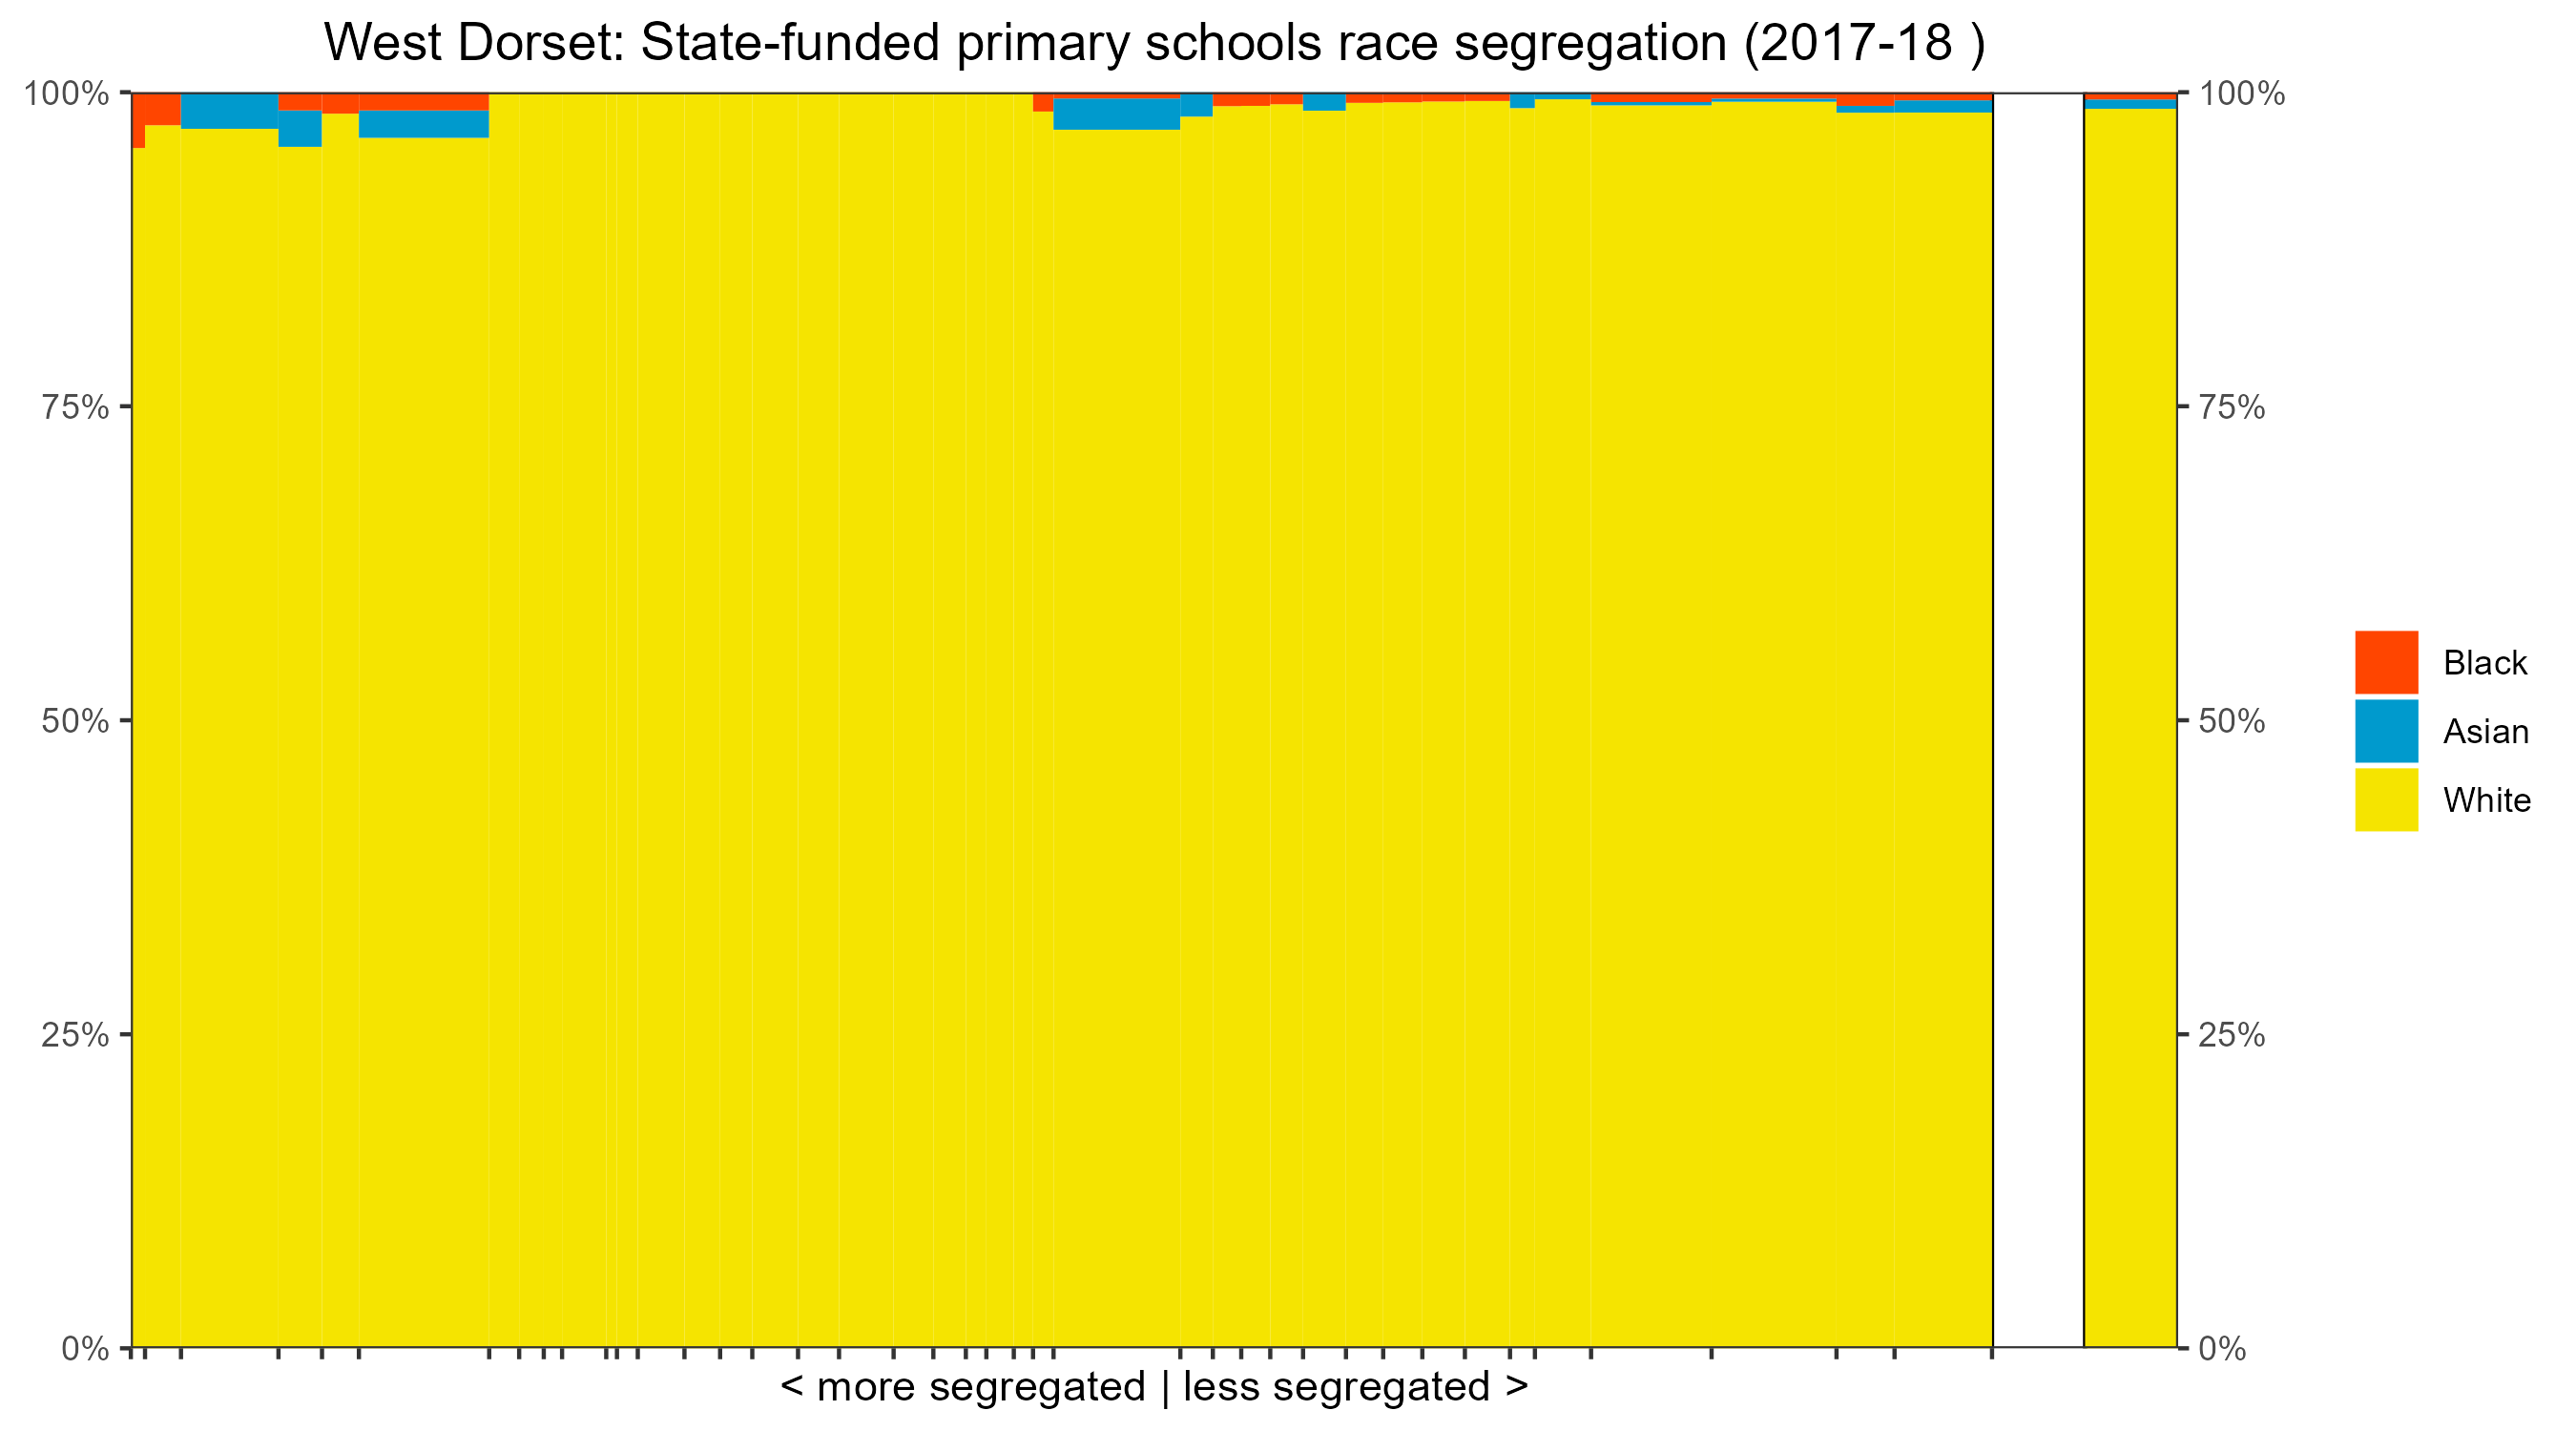 West Dorset: State-funded primary schools race segregation (2017-18 )
100%
75%
50%
25%
0%
100%
75%
50%
25%
0%
< more segregated | less segregated >
Black
Asian
White